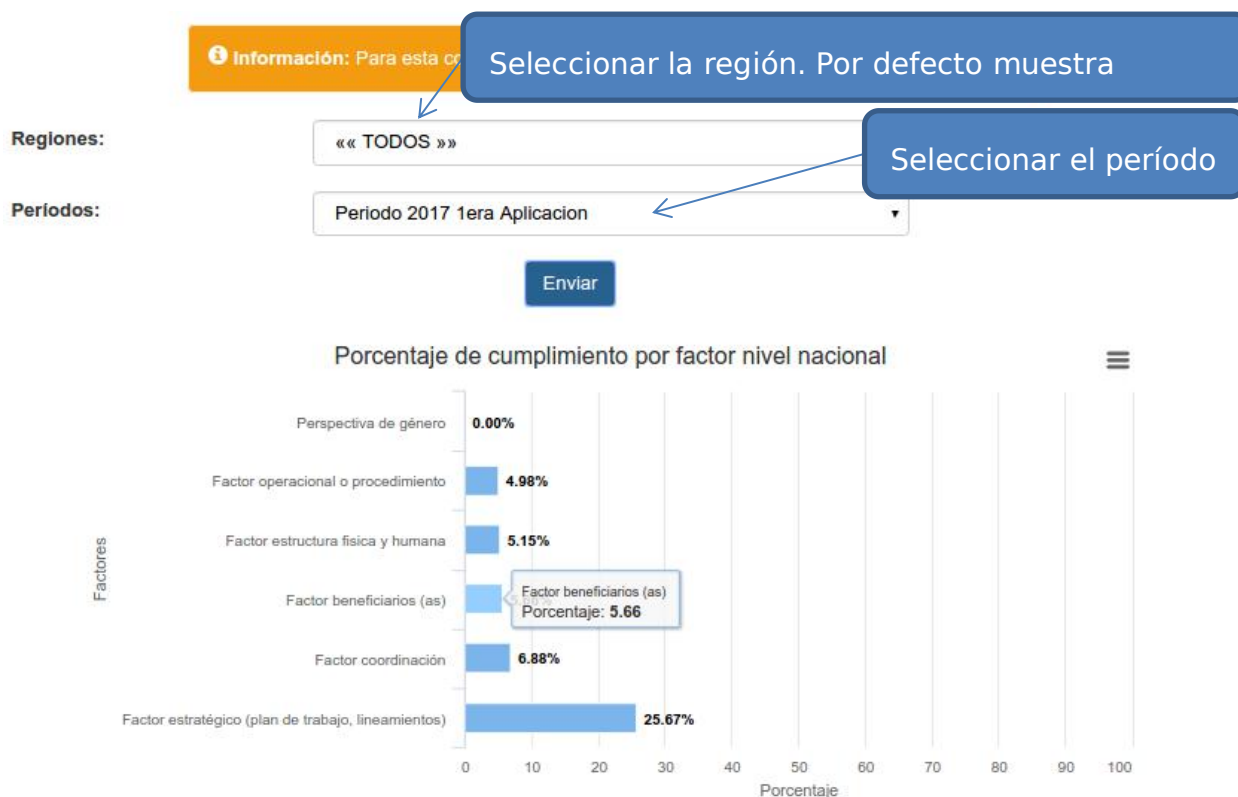 Información: Para esta
Seleccionar la región. Por defecto muestra
Regiones:
«« TODOS »»
Seleccionar el período
Períodos:
Periodo 2017 1era Aplicacion
Enviar
Porcentaje de cumplimiento por factor nivel nacional
Factores
Perspectiva de género 0.00%
Factor operacional o procedimiento 4.98%
Factor estructura fisica y humana 5.15%
Factor beneficiarios (as)
Factor beneficiarios (as)
Porcentaje: 5.66
Factor coordinación 6.88%
Factor estratégico (plan de trabajo, lineamientos) 25.67%
0 10 20 30 40 50 60 70 80 90 100
Porcentaje